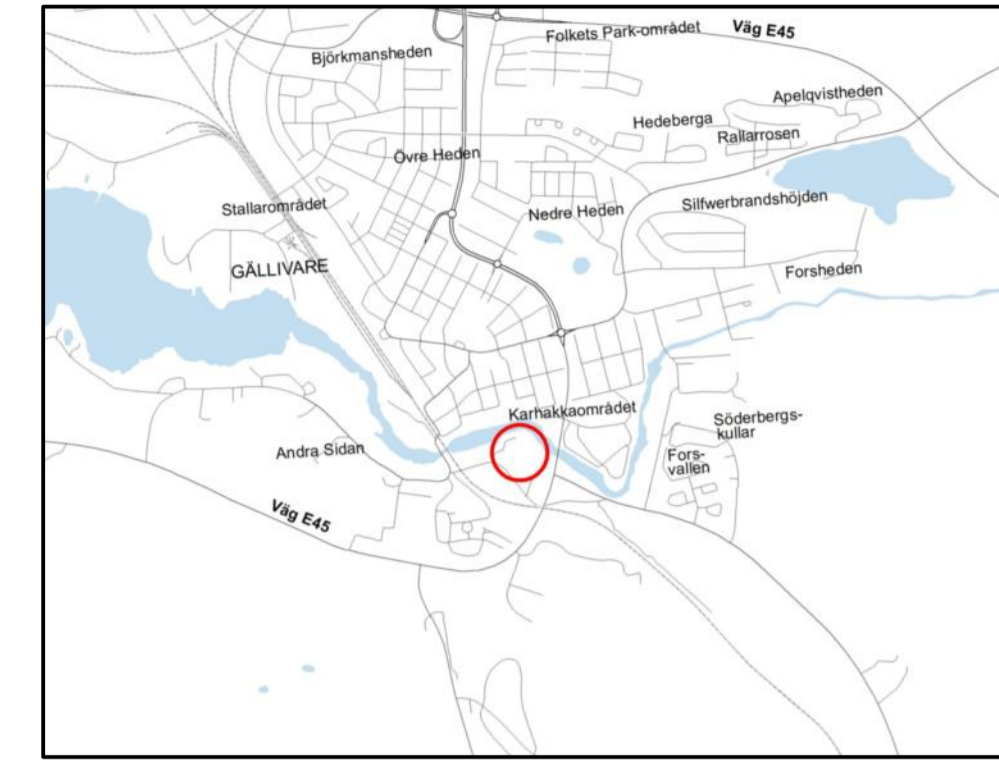 Folkets Park-området
Väg E45
Björkmansheden
Apelqvistheden
Hedeberga
Rallarrosen
Övre Heden
Stallarområdet
Nedre Heden
Silfwerbrandshöjden
GÄLLIVARE
Forsheden
Karhakkaområdet
Söderbergs-
kullar
Andra Sidan
Fors-
vallen
Väg E45